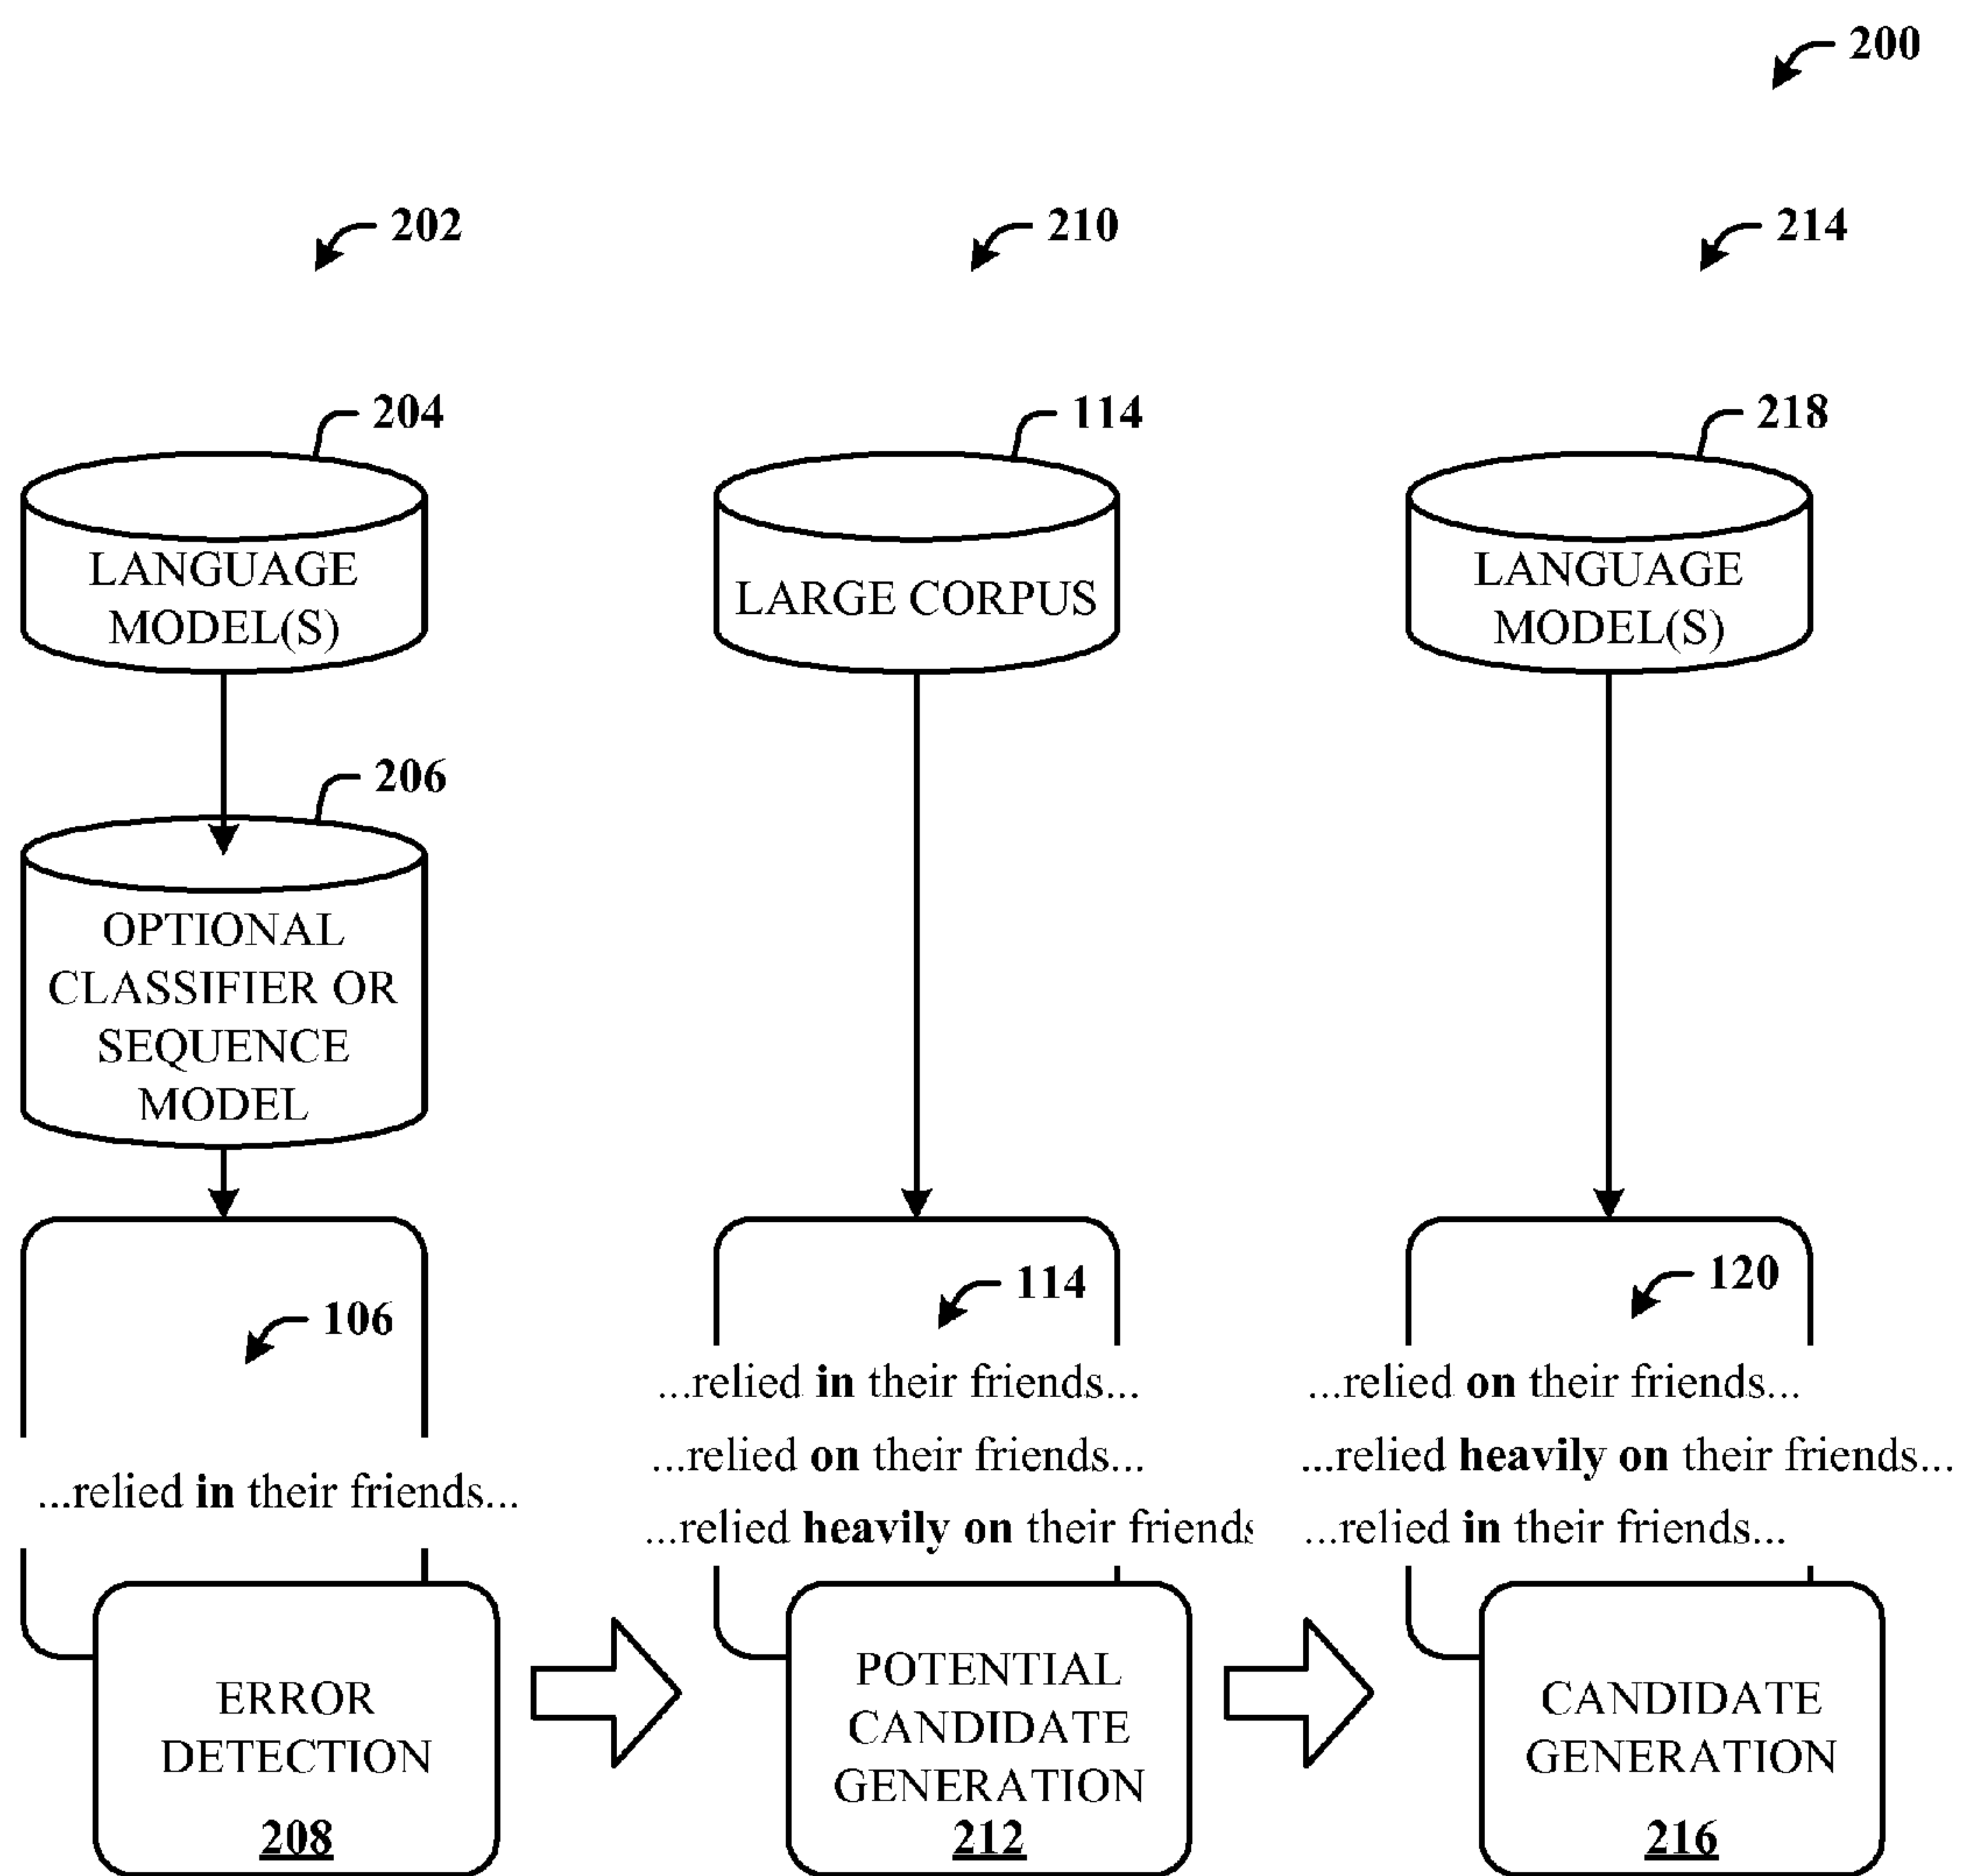 200
202
210
214
204
114
218
LANGUAGE
MODEL(S)
LARGE CORPUS
LANGUAGE
MODEL(S)
206
OPTIONAL
CLASSIFIER OR
SEQUENCE
MODEL
106
...relied in their friends...
ERROR
DETECTION
208
114
...relied in their friends...
...relied on their friends...
...relied heavily on their friends
POTENTIAL
CANDIDATE
GENERATION
212
120
...relied on their friends...
...relied heavily on their friends...
...relied in their friends...
CANDIDATE
GENERATION
216